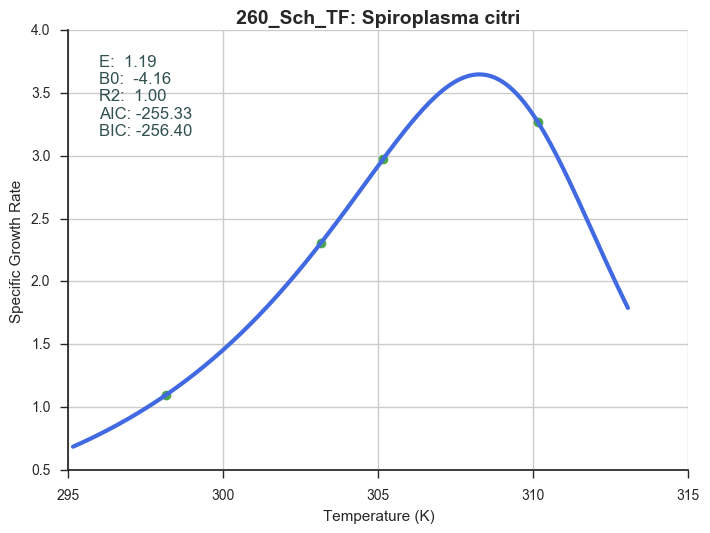 260_Sch_TF: Spiroplasma citri
E:  1.19
B0:  -4.16
R2:  1.00
AIC: -255.33
BIC: -256.40
Specific Growth Rate
4.0
3.5
3.0
2.5
2.0
1.5
1.0
0.5
295 300 305 310 315
Temperature (K)